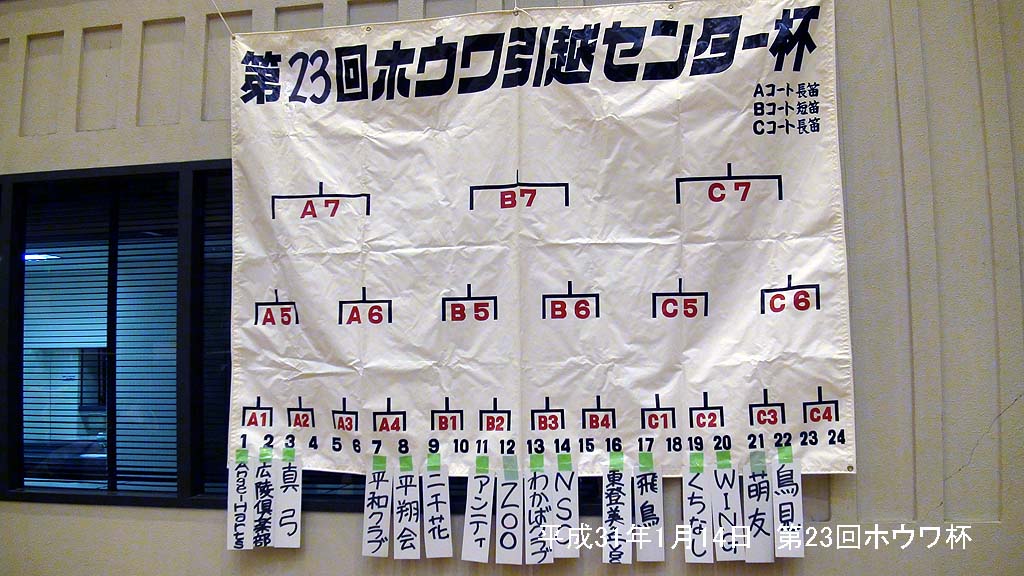 第23回ホウワ引越センター杯
Aコート長笛
Bコート短笛
Cコート長笛
A7 B7 C7
A5 A6 B5 B6 C5 C6
A1 A2 A3 A4 B1 B2 B3 B4 C1 C2 C3 C4
1 2 3 4 5 6 7 8 9 10 11 12 13 14 15 16 17 18 19 20 21 22 23 24
広陵倶楽部
真弓
平和クラブ
平翔会
二千花
アンティ
ZOO
わかばクラブ
NSC
飛鳥
くちなし
WING
萌友
鳥見
平成31年1月14日 第23回ホウワ杯